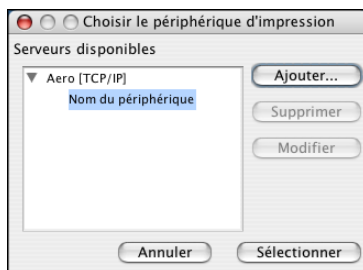 Choisir le périphérique d'impression
Serveurs disponibles
Aero [TCP/IP]
Nom du périphérique
Ajouter...
Supprimer
Modifier
Annuler
Sélectionner